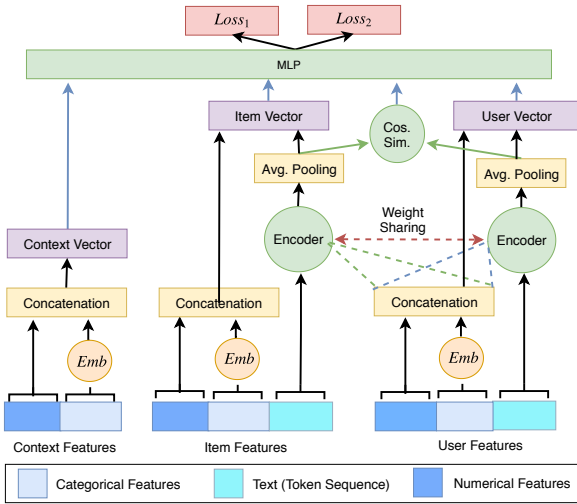 Loss1
Loss2
MLP
Item Vector
User Vector
Cos.
Sim.
Avg. Pooling
Avg. Pooling
Weight
Sharing
Encoder
Encoder
Context Vector
Concatenation
Concatenation
Concatenation
Emb
Emb
Emb
Context Features
Item Features
User Features
Categorical Features
Text (Token Sequence)
Numerical Features